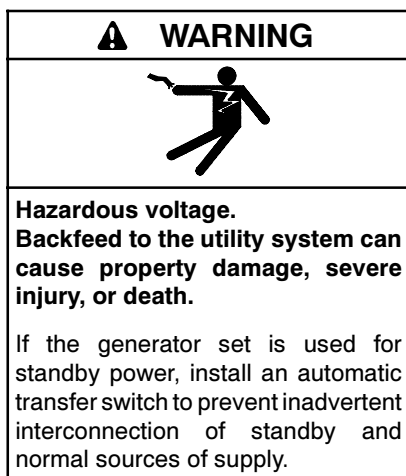 WARNING
Hazardous voltage.
Backfeed to the utility system can
cause property damage, severe
injury, or death.
If the generator set is used for
standby power, install an automatic
transfer switch to prevent inadvertent
interconnection of standby and
normal sources of supply.